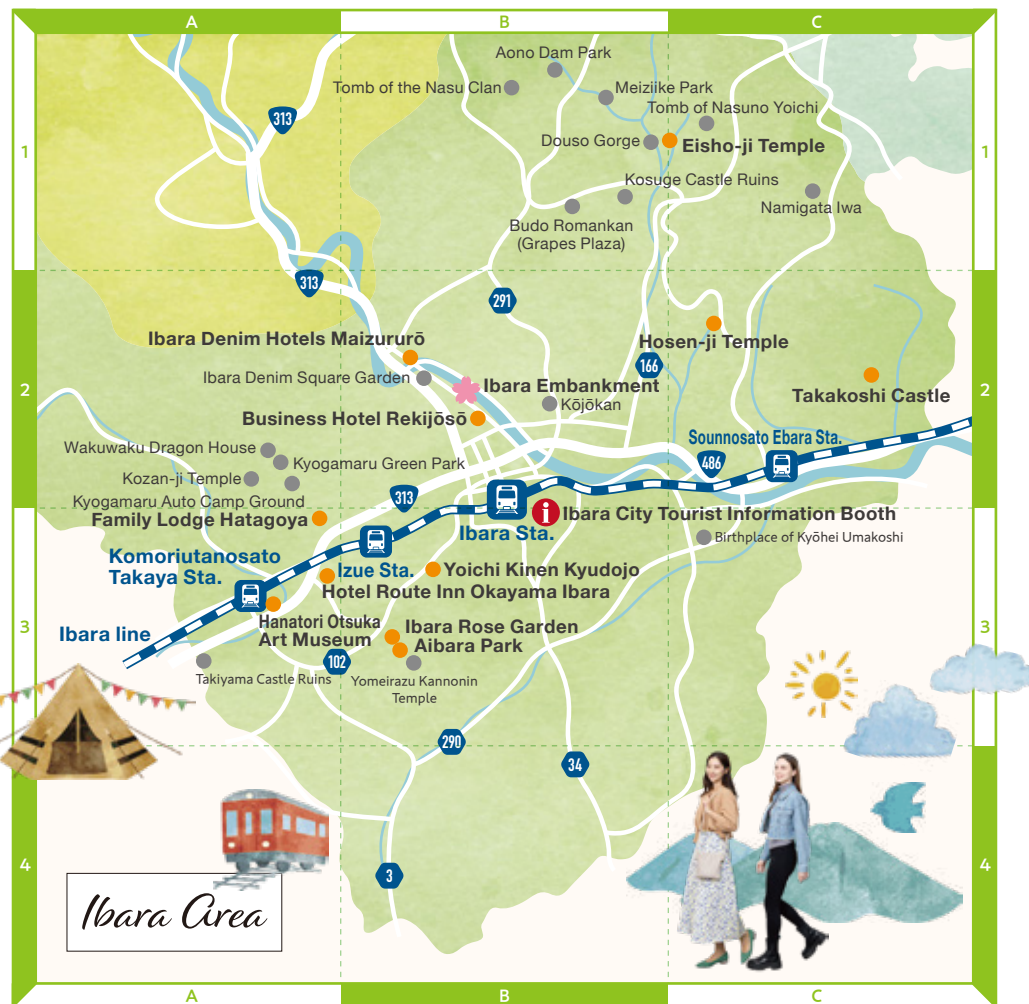 A
B
C
Aono Dam Park
Tomb of the Nasu Clan
Meiziike Park
Tomb of Nasuno Yoichi
313
Douso Gorge
Eisho-ji Temple
1
1
Kosuge Castle Ruins
Namigata Iwa
Budo Romankan
(Grapes Plaza)
313
291
Hosen-ji Temple
Ibara Denim Hotels Maizururō
166
Ibara Denim Square Garden
Ibara Embankment
2
2
Takakoshi Castle
Kōjōkan
Business Hotel Rekijōsō
Sounnosato Ebara Sta.
Wakuwaku Dragon House
Kyogamaru Green Park
486
Kozan-ji Temple
Kyogamaru Auto Camp Ground
313
Family Lodge Hatagoya
Ibara City Tourist Information Booth
i
Ibara Sta.
Birthplace of Kyōhei Umakoshi
Komoriutanosato
Takaya Sta.
Izue Sta.
Yoichi Kinen Kyudojo
Hotel Route Inn Okayama Ibara
Hanatori Otsuka
Art Museum
Ibara Rose Garden
Aibara Park
Ibara line
3
3
102
Takiyama Castle Ruins
Yomeirazu Kannonin
Temple
290
34
4
4
3
Ibara Area
A
B
C